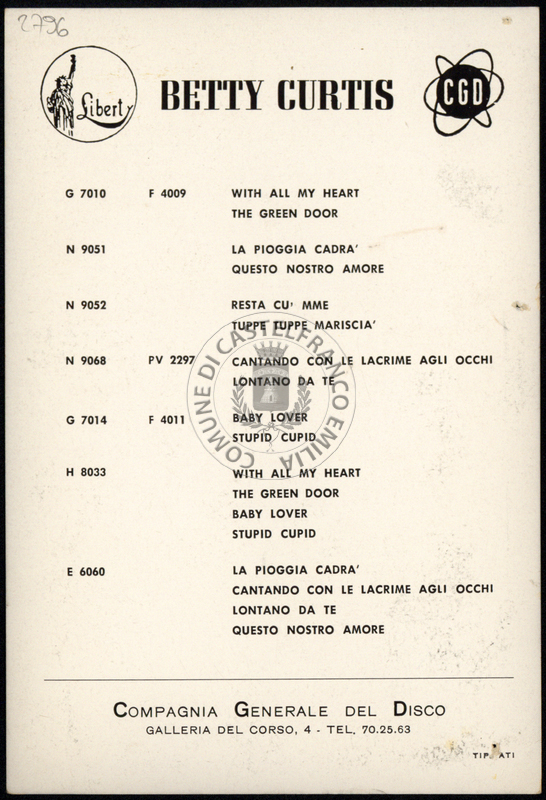 2796
Liberty
BETTY CURTIS
CGD
G 7010 F 4009 WITH ALL MY HEART
THE GREEN DOOR
N 9051 LA PIOGGIA CADRA'
QUESTO NOSTRO AMORE
N 9052 RESTA CU' MME
TUPPE TUPPE MARISCIA'
N 9068 PV 2297 CANTANDO CON LE LACRIME AGLI OCCHI
LONTANO DA TE
G 7014 F 4011 BABY LOVER
STUPID CUPID
H 8033 WITH ALL MY HEART
THE GREEN DOOR
BABY LOVER
STUPID CUPID
E 6060 LA PIOGGIA CADRA'
CANTANDO CON LE LACRIME AGLI OCCHI
LONTANO DA TE
QUESTO NOSTRO AMORE
COMUNE DI CASTELFRANCO EMILIA
COMPAGNIA GENERALE DEL DISCO
GALLERIA DEL CORSO, 4 - TEL. 70.25.63
TIP. ATI